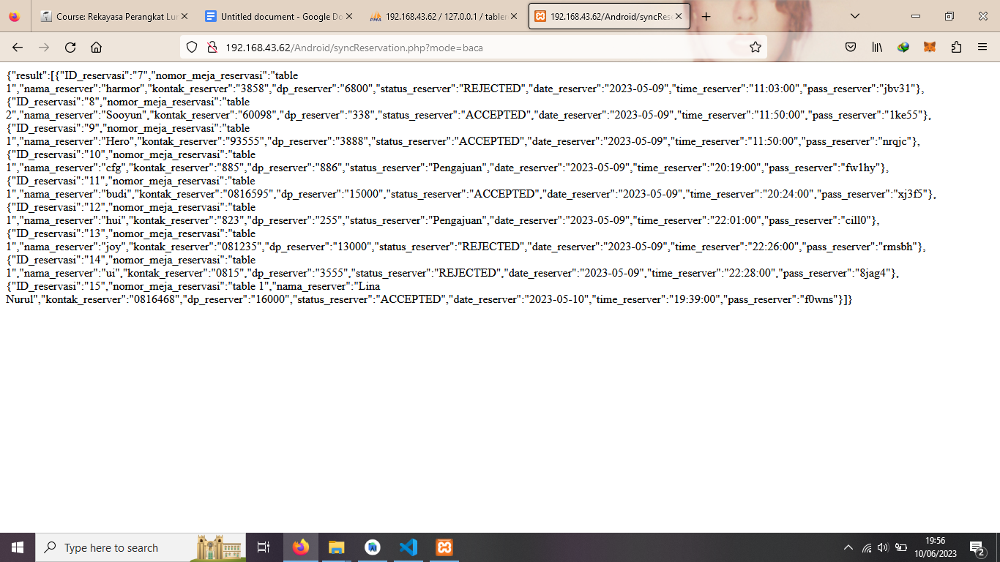 Course: Rekayasa Perangkat Lun
Untitled document - Google Do
PMA
192.168.43.62 / 127.0.0.1 / tabler
192.168.43.62/Android/syncRese
192.168.43.62/Android/syncReservation.php?mode=baca
{"result":[{"ID_reservasi":"7","nomor_meja_reservasi":"table
1","nama_reserver":"harmor","kontak_reserver":"3858","dp_reserver":"6800","status_reserver":"REJECTED","date_reserver":"2023-05-09","time_reserver":"11:03:00","pass_reserver":"jbv31"},
{"ID_reservasi":"8","nomor_meja_reservasi":"table
2","nama_reserver":"Sooyun","kontak_reserver":"60098","dp_reserver":"338","status_reserver":"ACCEPTED","date_reserver":"2023-05-09","time_reserver":"11:50:00","pass_reserver":"1ke55"},
{"ID_reservasi":"9","nomor_meja_reservasi":"table
1","nama_reserver":"Hero","kontak_reserver":"93555","dp_reserver":"3888","status_reserver":"ACCEPTED","date_reserver":"2023-05-09","time_reserver":"11:50:00","pass_reserver":"nrqjc"},
{"ID_reservasi":"10","nomor_meja_reservasi":"table
1","nama_reserver":"cfg","kontak_reserver":"885","dp_reserver":"886","status_reserver":"Pengajuan","date_reserver":"2023-05-09","time_reserver":"20:19:00","pass_reserver":"fw1hy"},
{"ID_reservasi":"11","nomor_meja_reservasi":"table
1","nama_reserver":"budi","kontak_reserver":"0816595","dp_reserver":"15000","status_reserver":"ACCEPTED","date_reserver":"2023-05-09","time_reserver":"20:24:00","pass_reserver":"xj3f5"},
{"ID_reservasi":"12","nomor_meja_reservasi":"table
1","nama_reserver":"hui","kontak_reserver":"823","dp_reserver":"255","status_reserver":"Pengajuan","date_reserver":"2023-05-09","time_reserver":"22:01:00","pass_reserver":"cill0"},
{"ID_reservasi":"13","nomor_meja_reservasi":"table
1","nama_reserver":"joy","kontak_reserver":"081235","dp_reserver":"13000","status_reserver":"REJECTED","date_reserver":"2023-05-09","time_reserver":"22:26:00","pass_reserver":"rmsbh"},
{"ID_reservasi":"14","nomor_meja_reservasi":"table
1","nama_reserver":"ui","kontak_reserver":"0815","dp_reserver":"3555","status_reserver":"REJECTED","date_reserver":"2023-05-09","time_reserver":"22:28:00","pass_reserver":"8jag4"},
{"ID_reservasi":"15","nomor_meja_reservasi":"table 1","nama_reserver":"Lina
Nurul","kontak_reserver":"0816468","dp_reserver":"16000","status_reserver":"ACCEPTED","date_reserver":"2023-05-10","time_reserver":"19:39:00","pass_reserver":"f0wns"}]}
Type here to search
19:56
10/06/2023
2